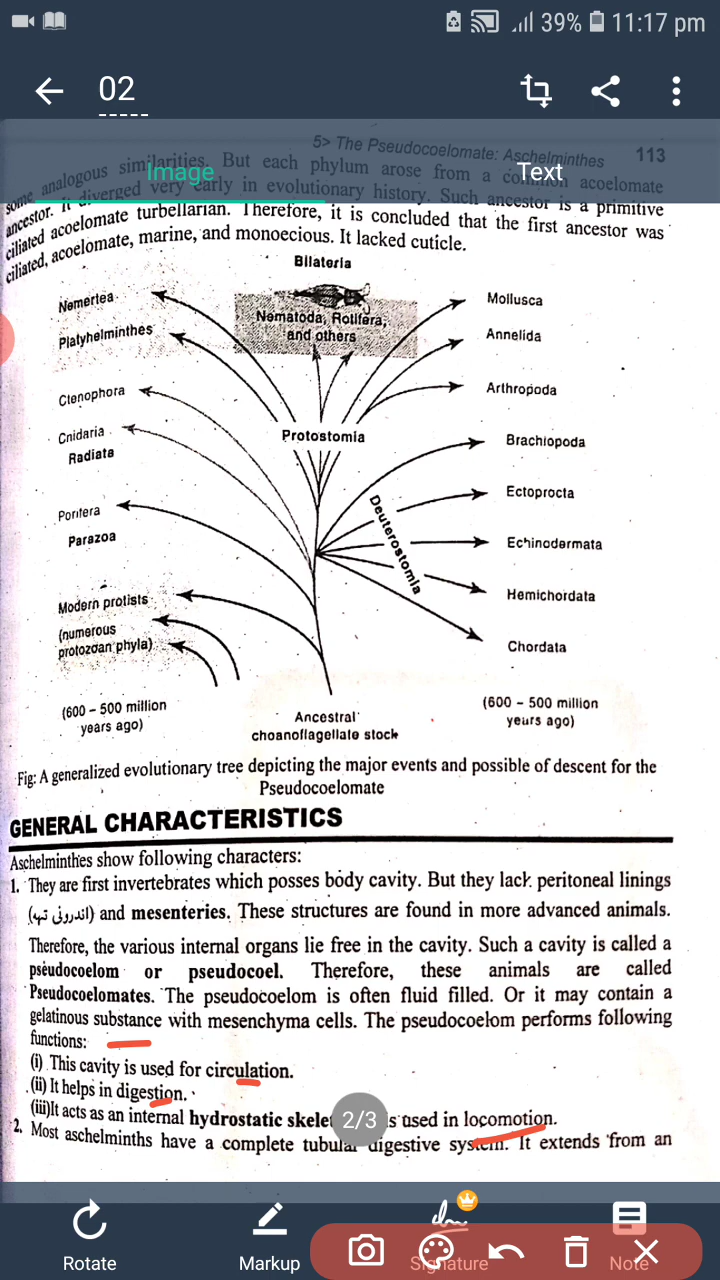 39% 11:17 pm
02
5> The Pseudocoelomate: Aschelminthes 113
Image Text
some analogous similarities. But each phylum arose from a common acoelomate
ancestor. It diverged very early in evolutionary history. Such ancestor is a primitive
ciliated acoelomate turbellarian. Therefore, it is concluded that the first ancestor was
ciliated, acoelomate, marine, and monoecious. It lacked cuticle.
Bilateria
Nemertea
Platyhelminthes
Nematoda, Rotifera,
and others
Mollusca
Annelida
Ctenophora
Arthropoda
Cnidaria
Radiata
Protostomia
Brachiopoda
Porifera
Parazoa
Deuterostomia
Ectoprocta
Echinodermata
Modern protists
(numerous
protozoan phyla)
Hemichordata
Chordata
(600 – 500 million
years ago)
Ancestral
choanoflagellate stock
(600 – 500 million
years ago)
Fig: A generalized evolutionary tree depicting the major events and possible of descent for the
Pseudocoelomate
GENERAL CHARACTERISTICS
Aschelminthes show following characters:
1. They are first invertebrates which posses body cavity. But they lack peritoneal linings
(اندرونی تہہ) and mesenteries. These structures are found in more advanced animals.
Therefore, the various internal organs lie free in the cavity. Such a cavity is called a
pseudocoelom or pseudocoel. Therefore, these animals are called
Pseudocoelomates. The pseudocoelom is often fluid filled. Or it may contain a
gelatinous substance with mesenchyma cells. The pseudocoelom performs following
functions:
(i) This cavity is used for circulation.
(ii) It helps in digestion.
(iii)It acts as an internal hydrostatic skele 2/3 is used in locomotion.
2. Most aschelminths have a complete tubular digestive system. It extends from an
Rotate Markup Signature Note